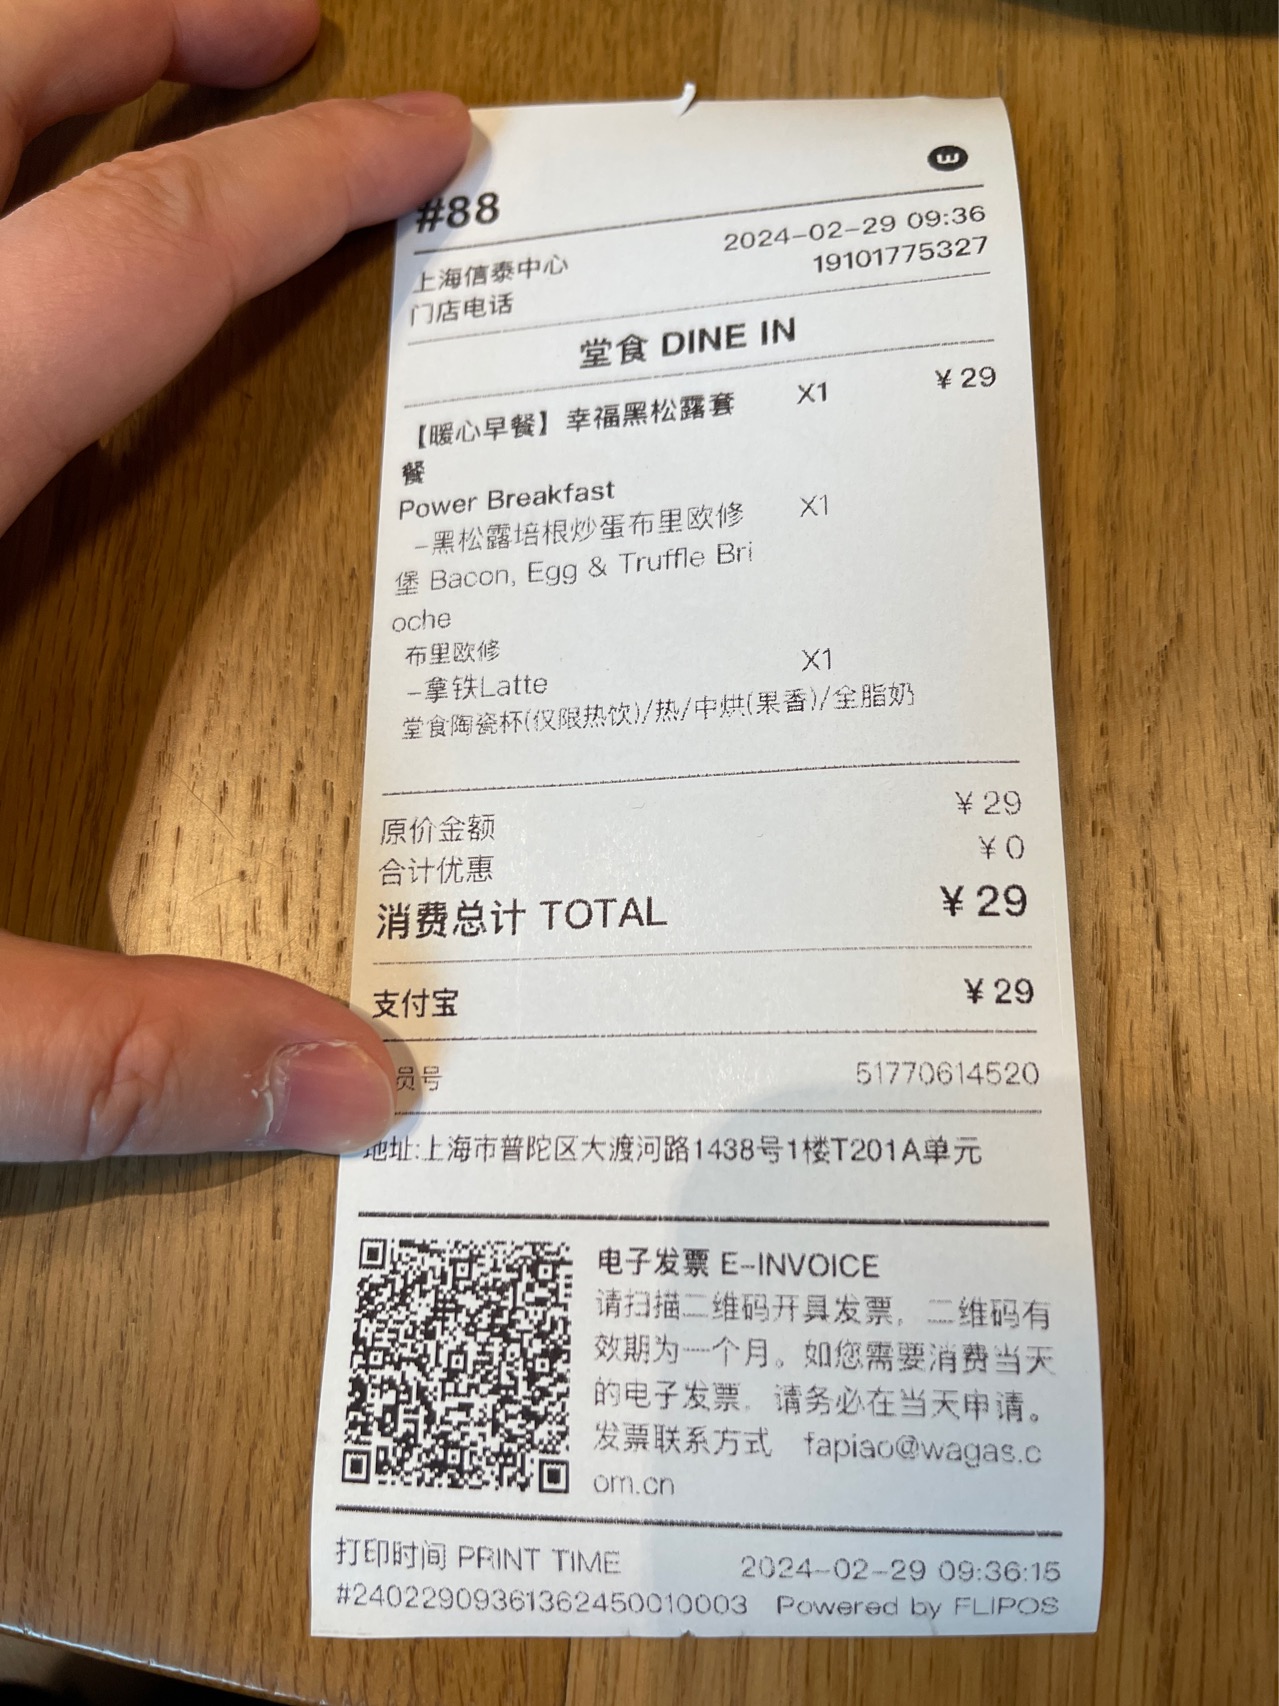 #88
上海信泰中心 2024-02-29 09:36
门店电话 19101775327
堂食 DINE IN
【暖心早餐】幸福黑松露套 X1 ¥29
餐
Power Breakfast
-黑松露培根炒蛋布里欧修 X1
堡 Bacon, Egg & Truffle Bri
oche
布里欧修
-拿铁Latte X1
堂食陶瓷杯(仅限热饮)/热/中烘(果香)/全脂奶
原价金额 ¥29
合计优惠 ¥0
消费总计 TOTAL ¥29
支付宝 ¥29
员号 51770614520
地址:上海市普陀区大渡河路1438号1楼T201A单元
电子发票 E-INVOICE
请扫描二维码开具发票，二维码有
效期为一个月。如您需要消费当天
的电子发票，请务必在当天申请。
发票联系方式 fapiao@wagas.c
om.cn
打印时间 PRINT TIME 2024-02-29 09:36:15
#24022909361362450010003 Powered by FLIPOS